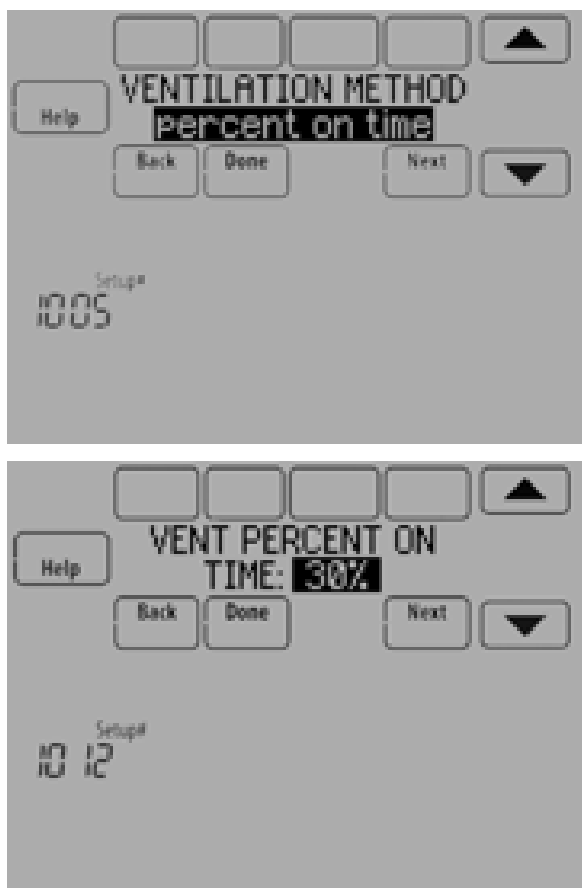 Help
VENTILATION METHOD
percent on time
Back Done Next
Setup#
1005
Help
VENT PERCENT ON
TIME: 30%
Back Done Next
Setup#
1012